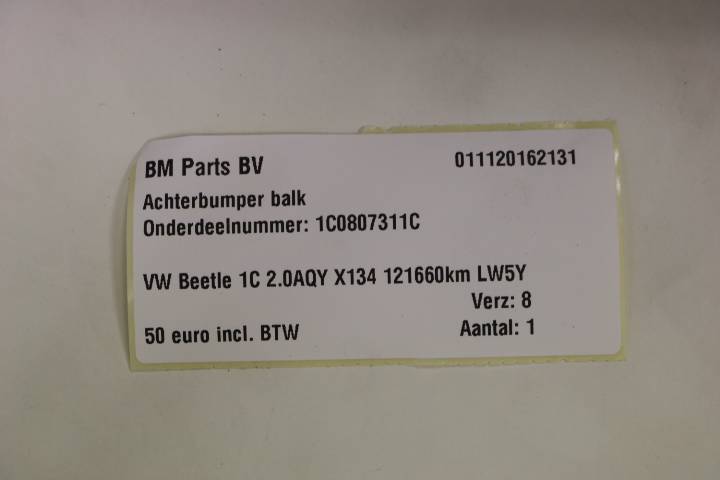 BM Parts BV 011120162131
Achterbumper balk
Onderdeelnummer: 1C0807311C
VW Beetle 1C 2.0AQY X134 121660km LW5Y
Verz: 8
50 euro incl. BTW Aantal: 1